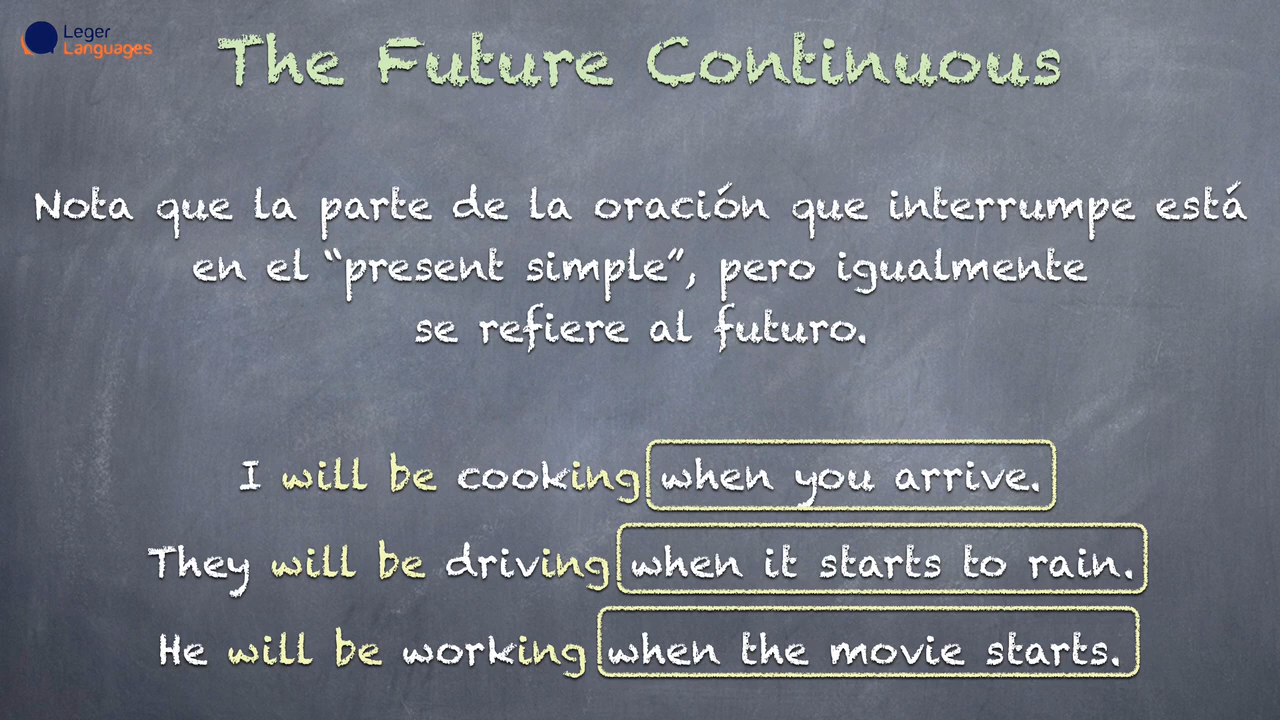 Leger
Languages
The Future Continuous
Nota que la parte de la oración que interrumpe está
en el “present simple”, pero igualmente
se refiere al futuro.
I will be cooking when you arrive.
They will be driving when it starts to rain.
He will be working when the movie starts.